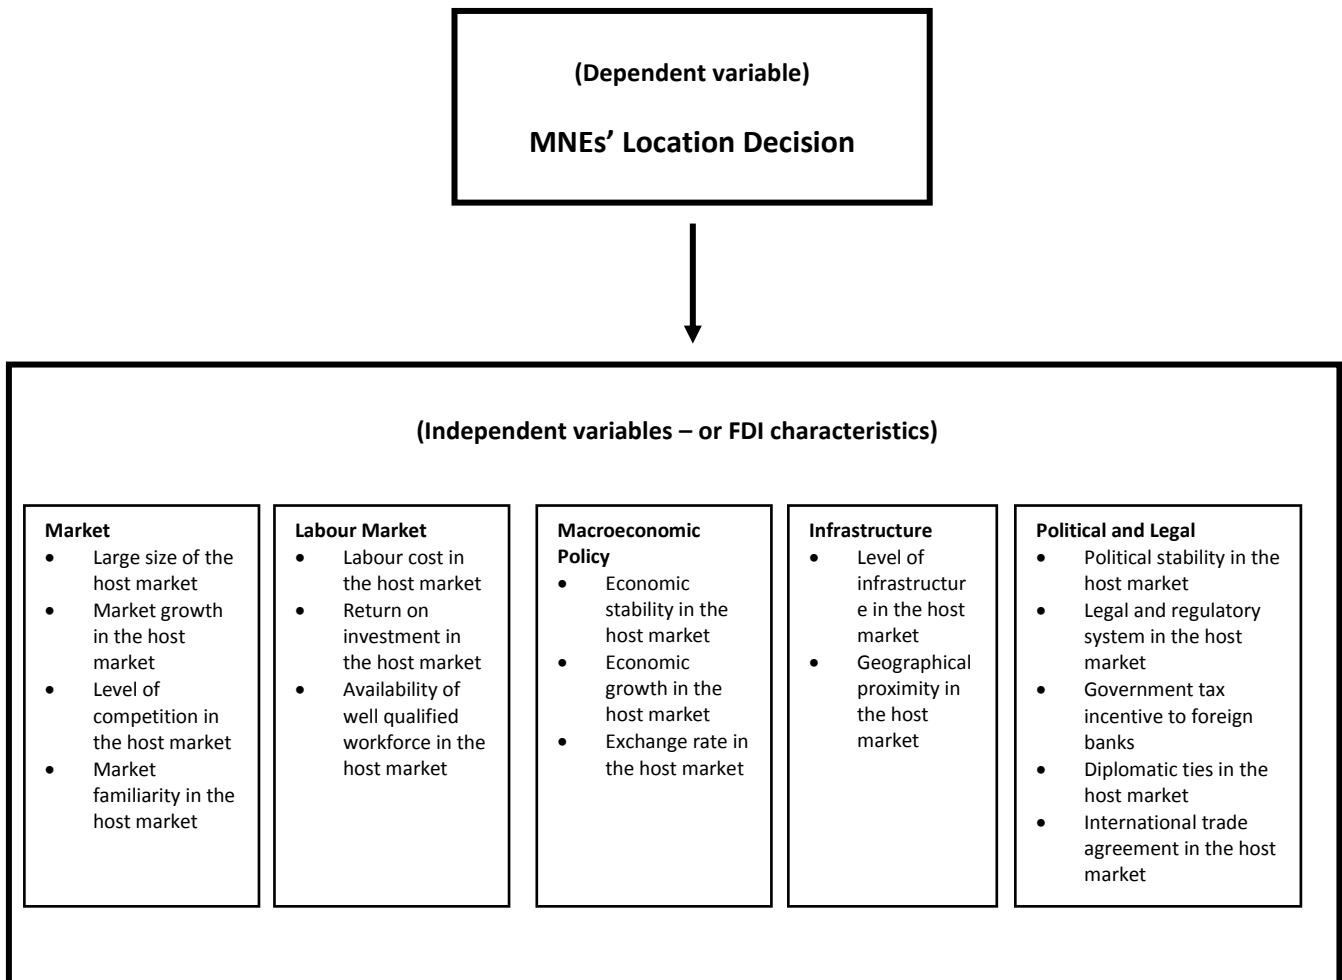 (Dependent variable)
MNEs’ Location Decision
(Independent variables – or FDI characteristics)
Market
• Large size of the
host market
• Market growth
in the host
market
• Level of
competition in
the host market
• Market
familiarity in the
host market
Labour Market
• Labour cost in
the host market
• Return on
investment in
the host market
• Availability of
well qualified
workforce in the
host market
Macroeconomic
Policy
• Economic
stability in the
host market
• Economic
growth in the
host market
• Exchange rate in
the host market
Infrastructure
• Level of
infrastructur
e in the host
market
• Geographical
proximity in
the host
market
Political and Legal
• Political stability in the
host market
• Legal and regulatory
system in the host
market
• Government tax
incentive to foreign
banks
• Diplomatic ties in the
host market
• International trade
agreement in the host
market